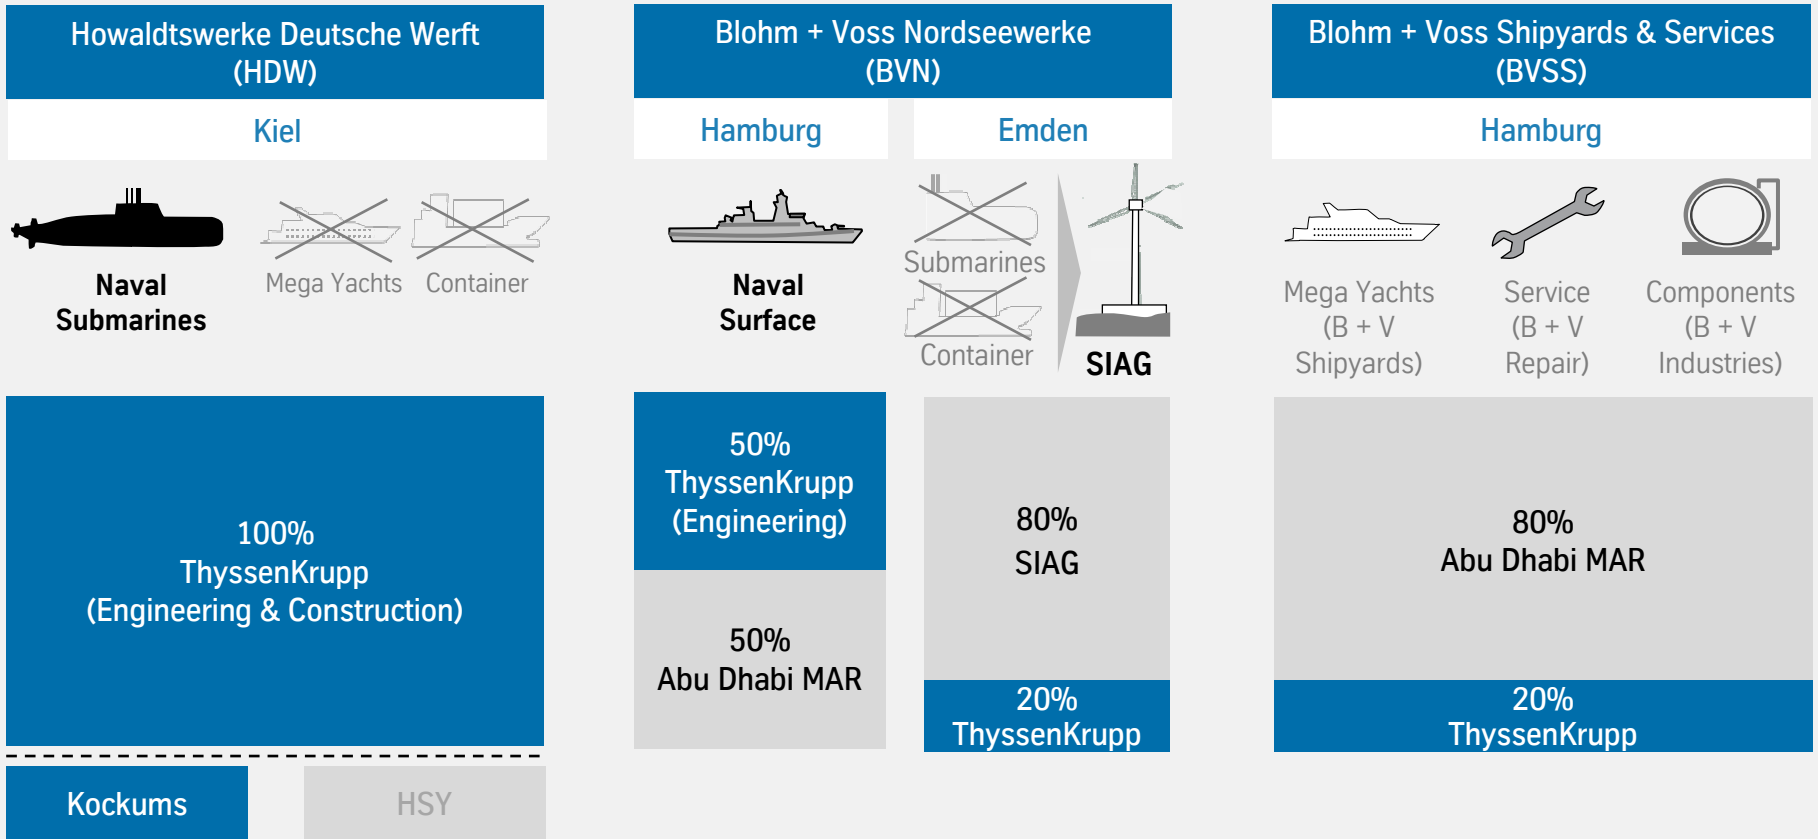 Howaldtswerke Deutsche Werft
(HDW)
Kiel
Naval
Submarines
Mega Yachts
Container
100%
ThyssenKrupp
(Engineering & Construction)
Kockums
HSY
Blohm + Voss Nordseewerke
(BVN)
Hamburg
Naval
Surface
50%
ThyssenKrupp
(Engineering)
50%
Abu Dhabi MAR
Emden
Submarines
Container
SIAG
80%
SIAG
20%
ThyssenKrupp
Blohm + Voss Shipyards & Services
(BVSS)
Hamburg
Mega Yachts
(B + V
Shipyards)
Service
(B + V
Repair)
Components
(B + V
Industries)
80%
Abu Dhabi MAR
20%
ThyssenKrupp